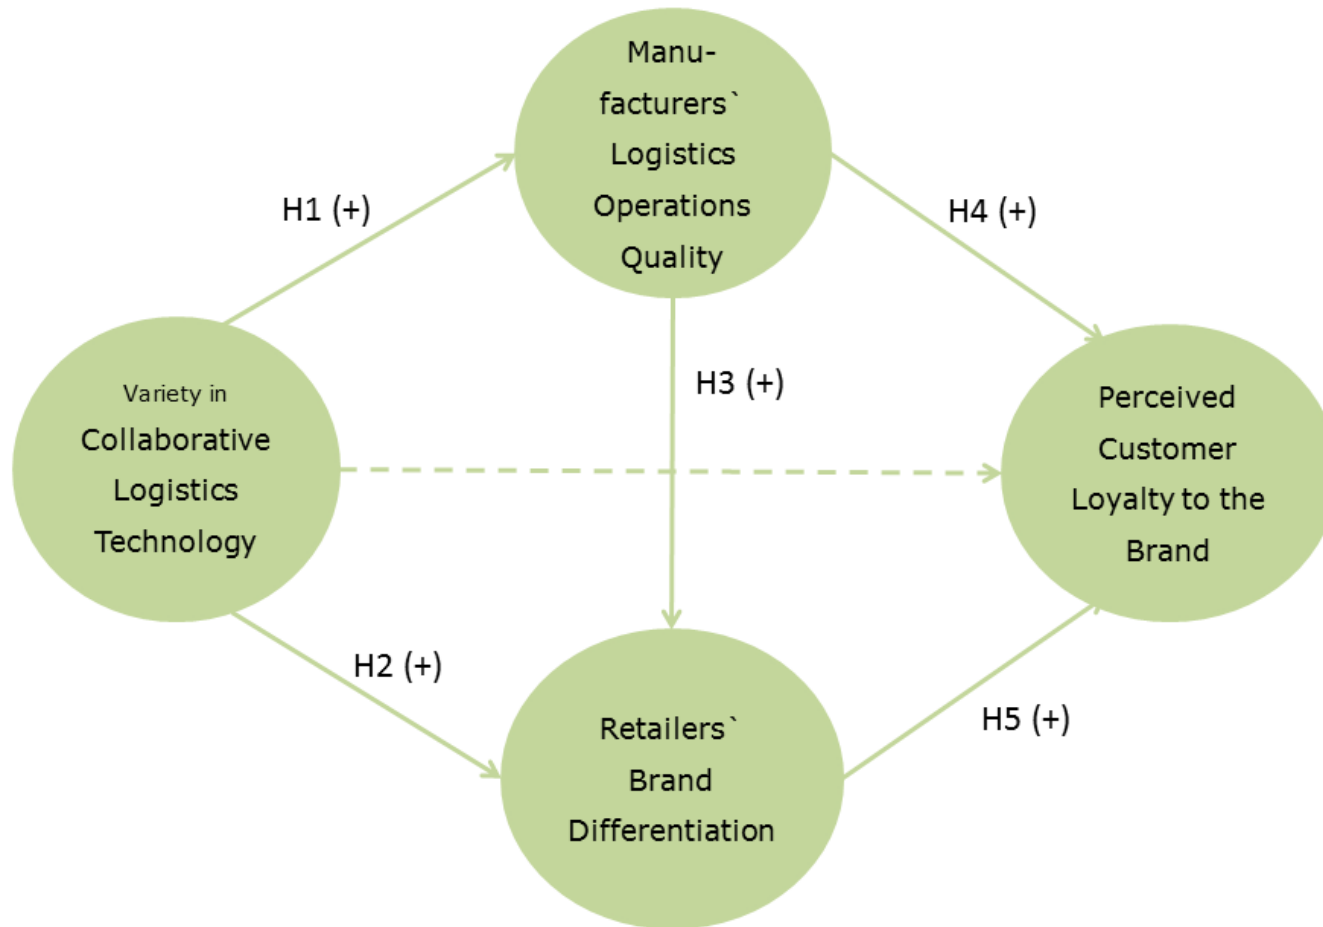 Manu-
facturers`
Logistics
Operations
Quality
H1 (+)
H4 (+)
H3 (+)
Variety in
Collaborative
Logistics
Technology
Perceived
Customer
Loyalty to the
Brand
H2 (+)
H5 (+)
Retailers`
Brand
Differentiation